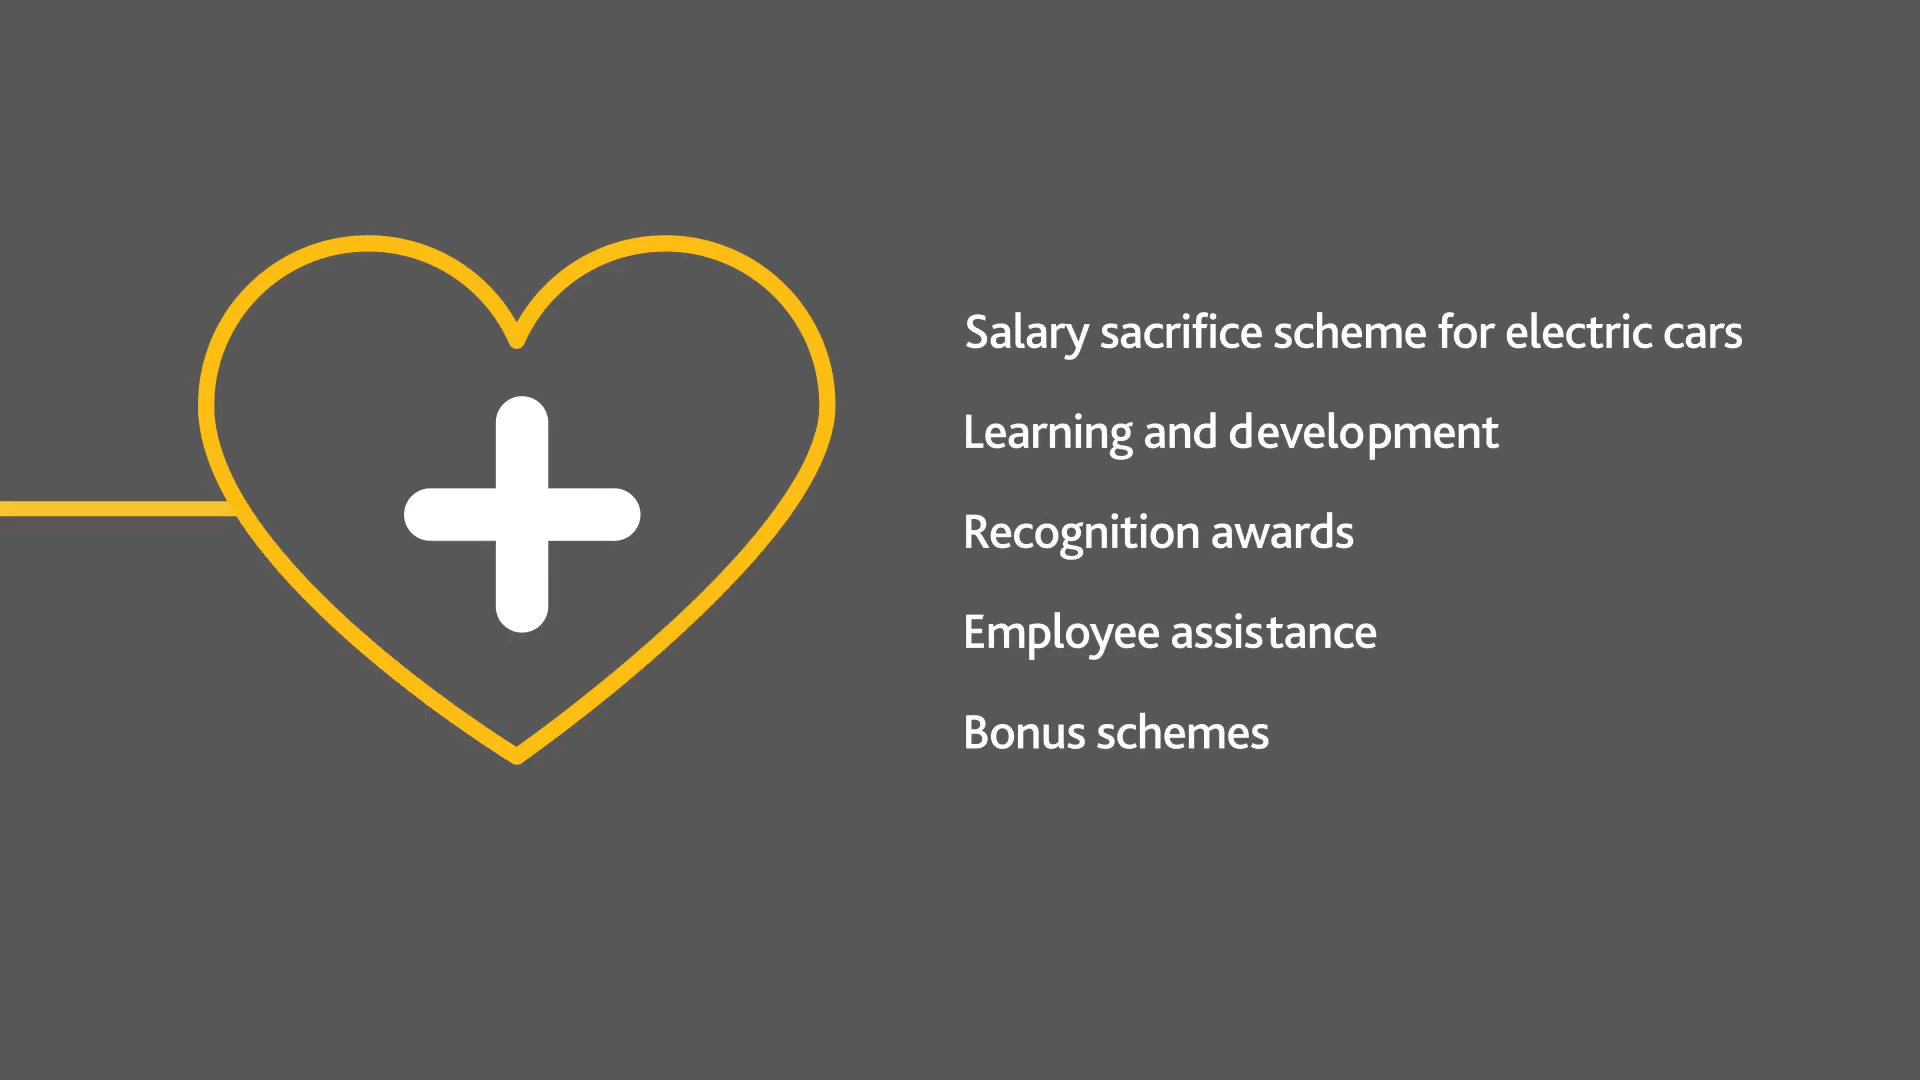 Salary sacrifice scheme for electric cars
Learning and development
Recognition awards
Employee assistance
Bonus schemes